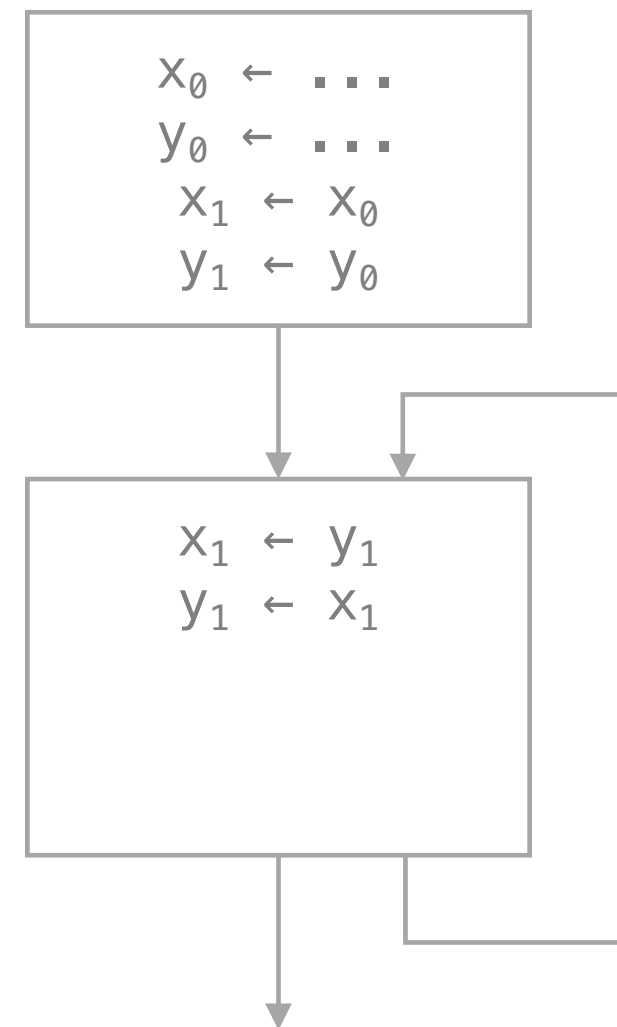 x₀ ← ...
y₀ ← ...
x₁ ← x₀
y₁ ← y₀
x₁ ← y₁
y₁ ← x₁